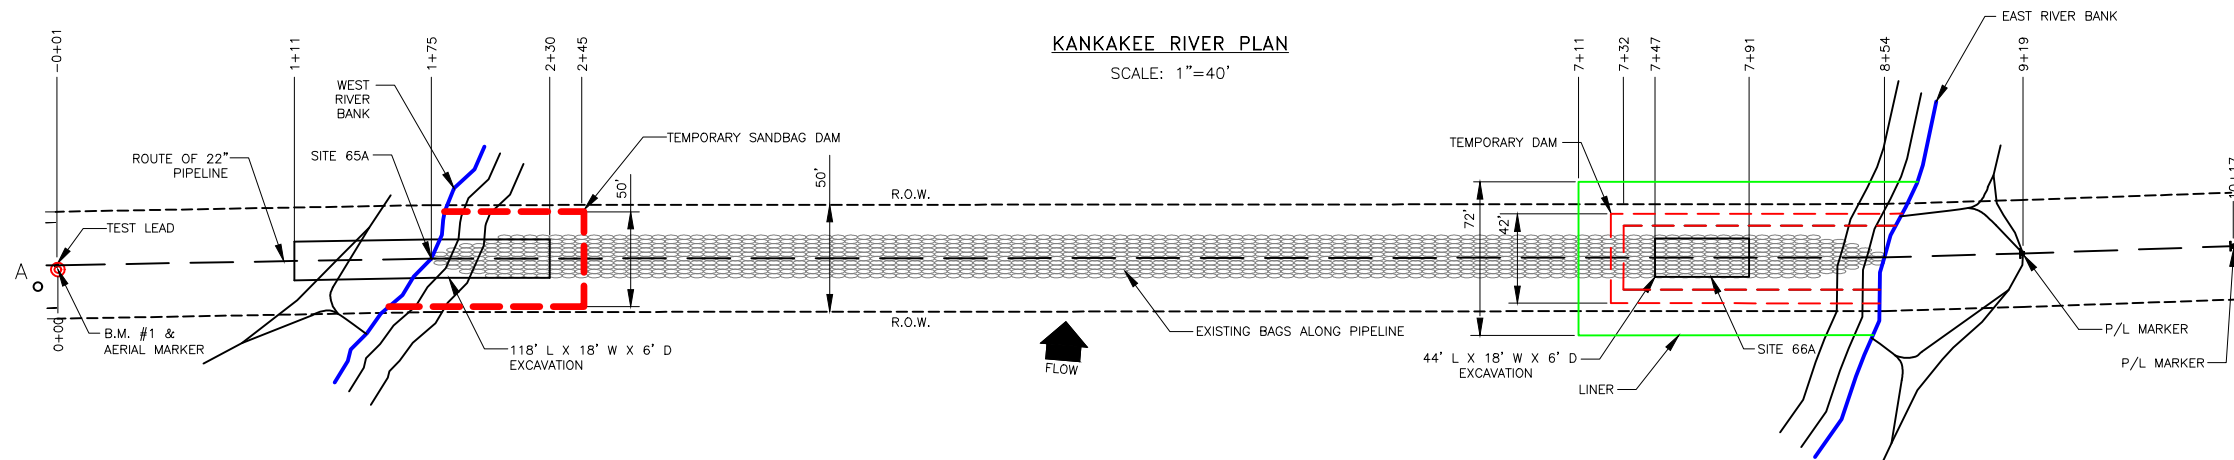 KANKAKEE RIVER PLAN
SCALE: 1"=40'
-0+01
1+11
1+75
2+30
2+45
7+11
7+32
7+47
7+91
8+54
9+19
10+17
EAST RIVER BANK
WEST
RIVER
BANK
TEMPORARY SANDBAG DAM
TEMPORARY DAM
ROUTE OF 22"
PIPELINE
SITE 65A
50'
50'
R.O.W.
72'
42'
TEST LEAD
A
0+00
B.M. #1 &
AERIAL MARKER
118' L X 18' W X 6' D
EXCAVATION
R.O.W.
FLOW
EXISTING BAGS ALONG PIPELINE
44' L X 18' W X 6' D
EXCAVATION
SITE 66A
LINER
P/L MARKER
P/L MARKER